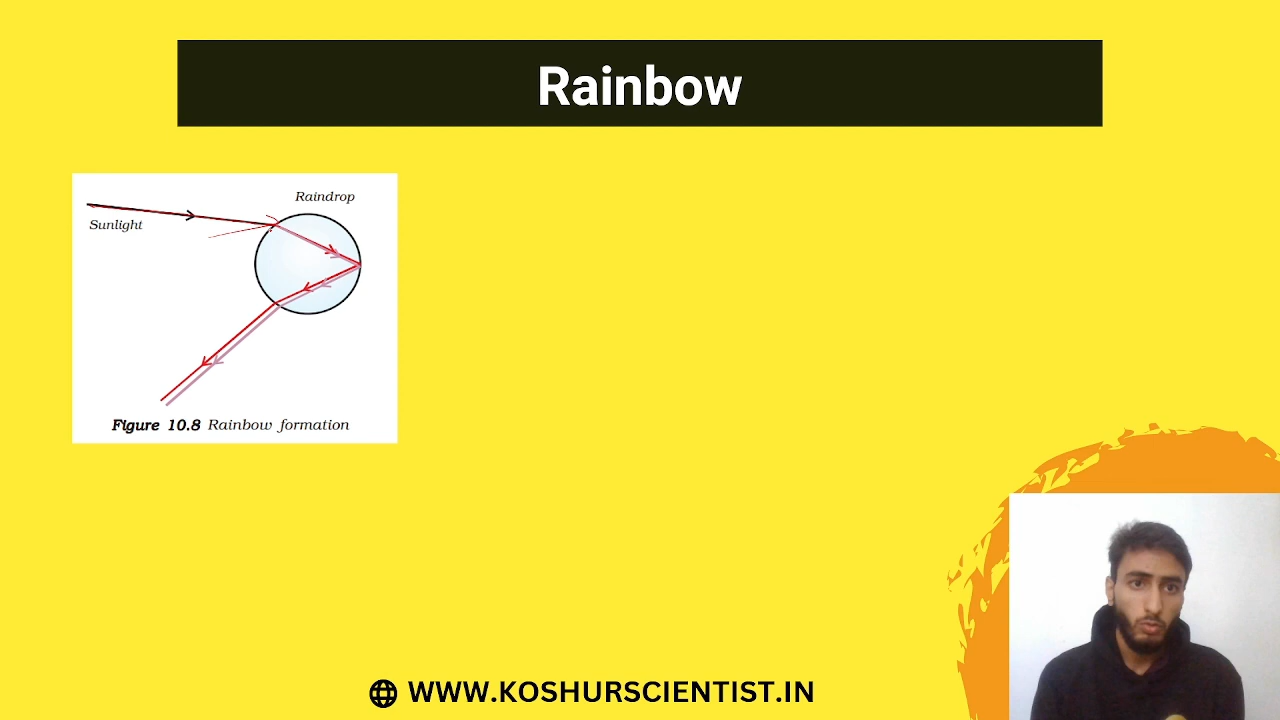 Rainbow
Raindrop
Sunlight
Figure 10.8 Rainbow formation
WWW.KOSHURSCIENTIST.IN